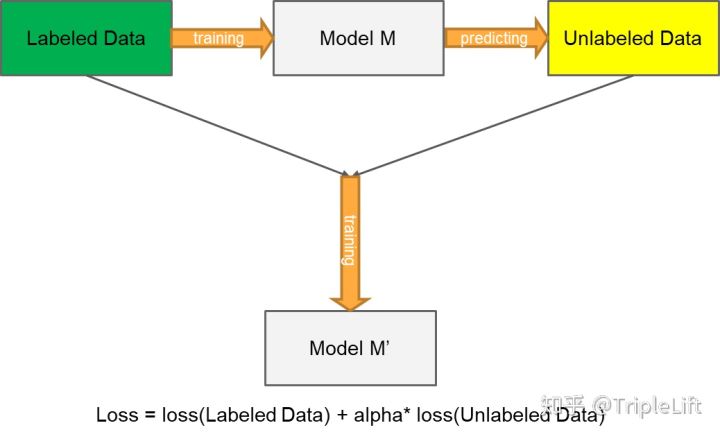 Labeled Data
training
Model M
predicting
Unlabeled Data
training
Model M’
知乎 @TripleLift
Loss = loss(Labeled Data) + alpha* loss(Unlabeled Data)